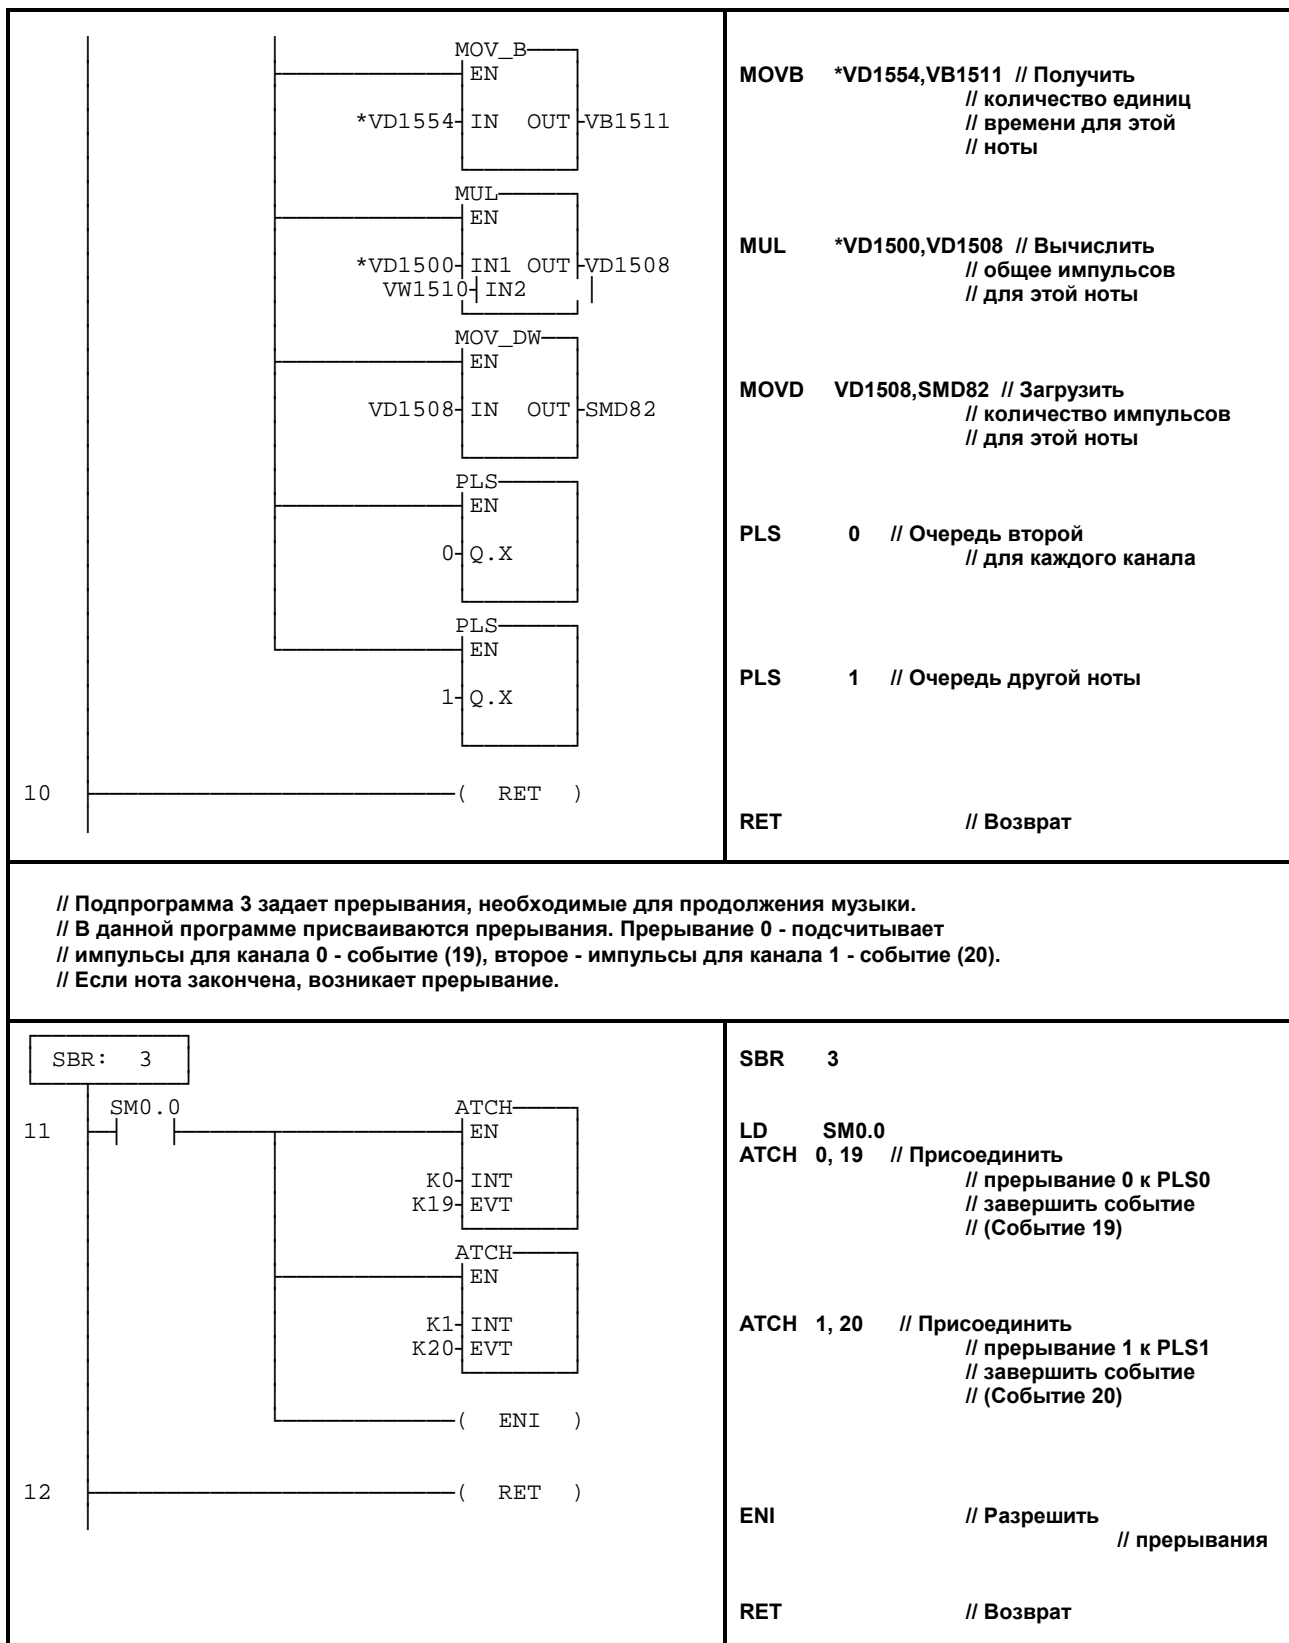 MOV_B
EN
*VD1554 IN OUT VB1511
MUL
EN
*VD1500 IN1 OUT VD1508
VW1510 IN2
MOV_DW
EN
VD1508 IN OUT SMD82
PLS
EN
0 Q.X
PLS
EN
1 Q.X
10 ( RET )
MOVB *VD1554,VB1511 // Получить
// количество единиц
// времени для этой
// ноты
MUL *VD1500,VD1508 // Вычислить
// общее импульсов
// для этой ноты
MOVD VD1508,SMD82 // Загрузить
// количество импульсов
// для этой ноты
PLS 0 // Очередь второй
// для каждого канала
PLS 1 // Очередь другой ноты
RET // Возврат
// Подпрограмма 3 задает прерывания, необходимые для продолжения музыки.
// В данной программе присваиваются прерывания. Прерывание 0 - подсчитывает
// импульсы для канала 0 - событие (19), второе - импульсы для канала 1 - событие (20).
// Если нота закончена, возникает прерывание.
SBR: 3
SM0.0 ATCH
11 EN
K0 INT
K19 EVT
ATCH
EN
K1 INT
K20 EVT
( ENI )
12 ( RET )
SBR 3
LD SM0.0
ATCH 0, 19 // Присоединить
// прерывание 0 к PLS0
// завершить событие
// (Событие 19)
ATCH 1, 20 // Присоединить
// прерывание 1 к PLS1
// завершить событие
// (Событие 20)
ENI // Разрешить
// прерывания
RET // Возврат